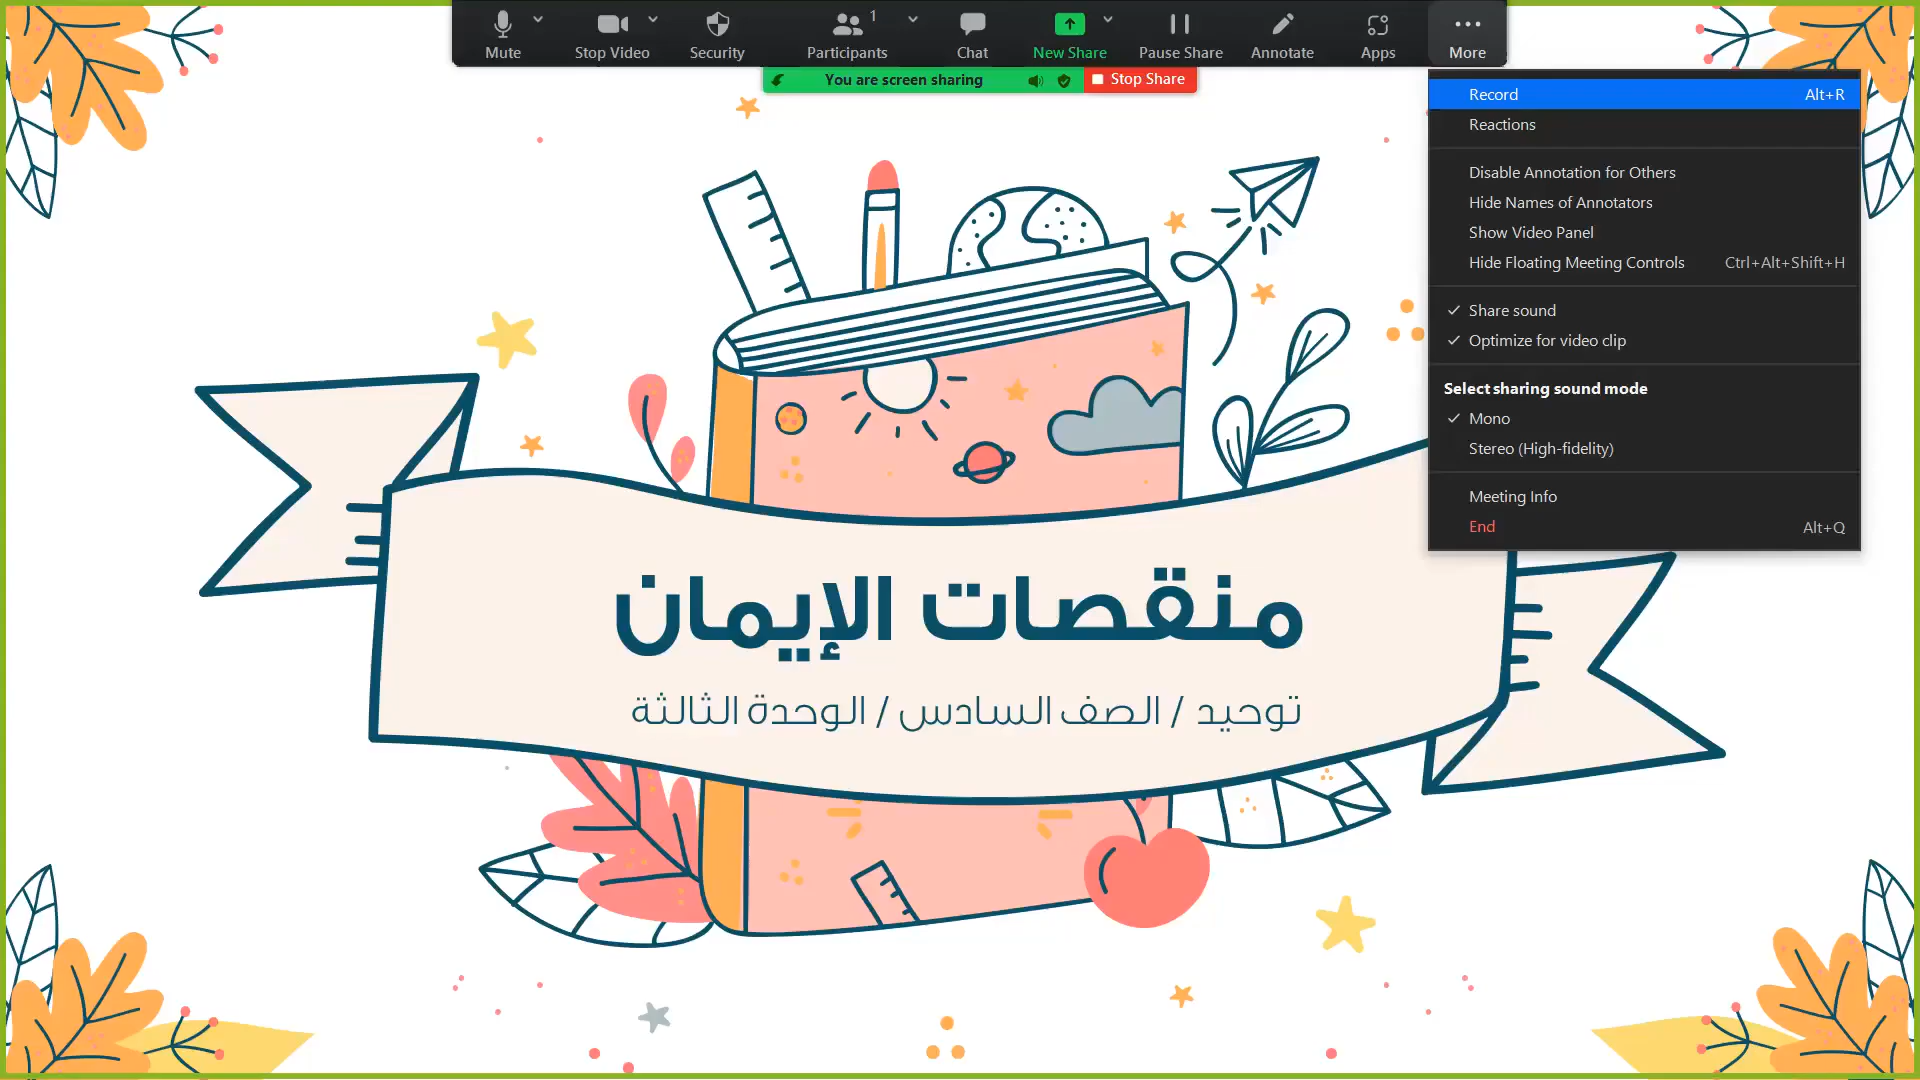 Mute
Stop Video
Security
Participants 1
Chat
New Share
Pause Share
Annotate
Apps
More
You are screen sharing
Stop Share
Record Alt+R
Reactions
Disable Annotation for Others
Hide Names of Annotators
Show Video Panel
Hide Floating Meeting Controls Ctrl+Alt+Shift+H
Share sound
Optimize for video clip
Select sharing sound mode
Mono
Stereo (High-fidelity)
Meeting Info
End Alt+Q
منقصات الإيمان
توحيد / الصف السادس / الوحدة الثالثة